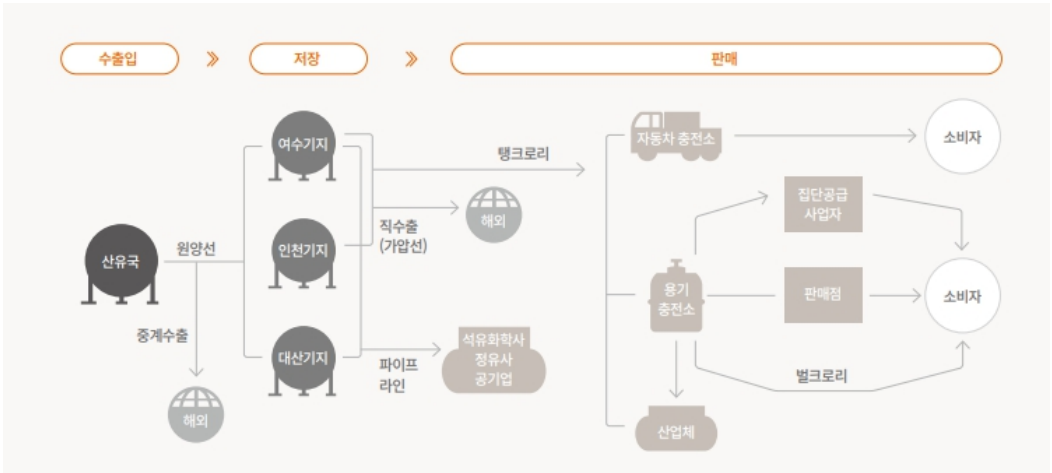 수출입
저장
판매
산유국
원양선
중계수출
해외
여수기지
인천기지
대산기지
탱크로리
직수출
(가압선)
해외
파이프
라인
석유화학사
정유사
공기업
자동차 충전소
소비자
집단공급
사업자
용기
충전소
판매점
소비자
벌크로리
산업체